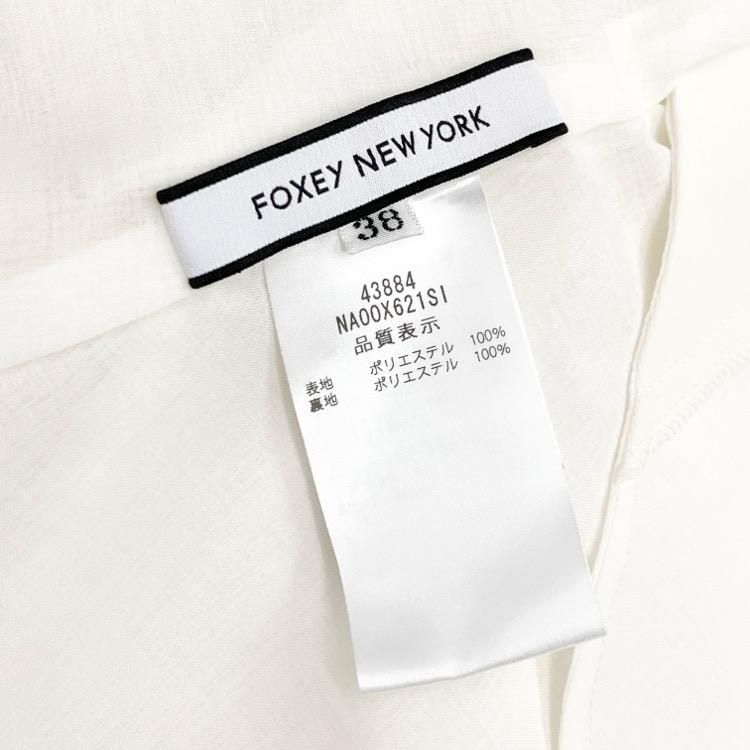 FOXEY NEW YORK
38
43884
NA00X621SI
品質表示
表地 ポリエステル 100%
裏地 ポリエステル 100%